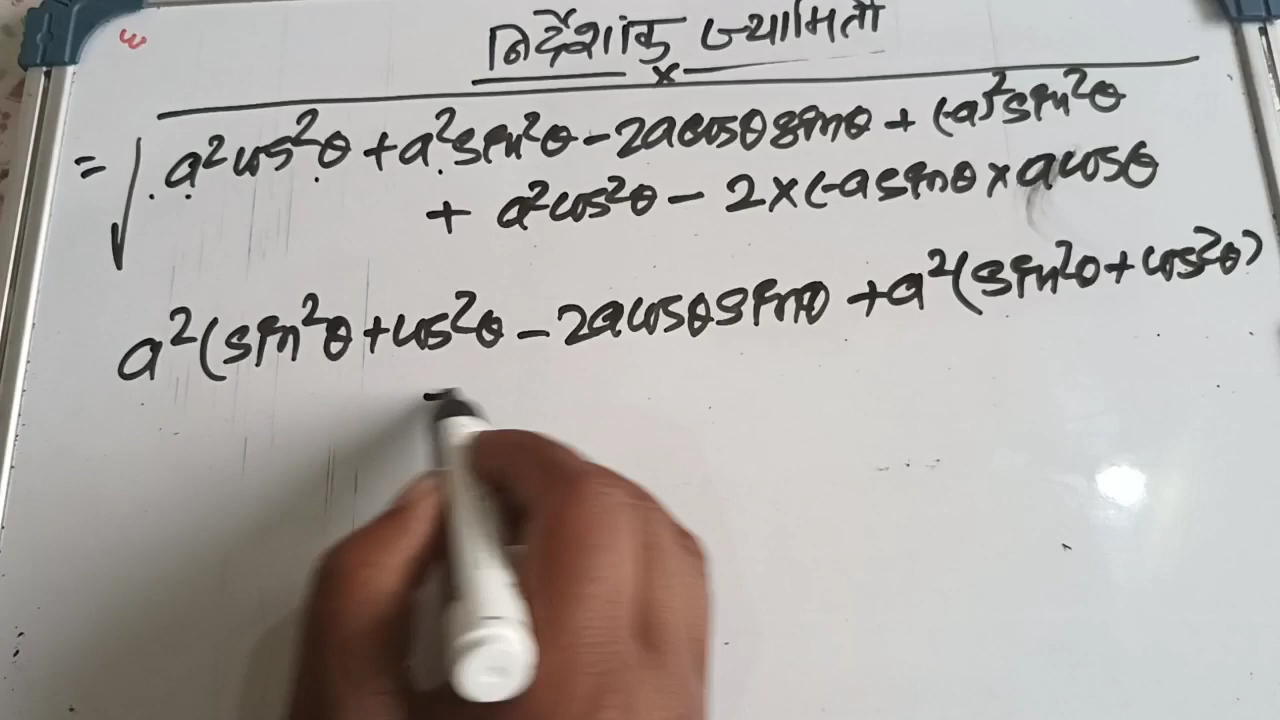 निर्देशांक ज्यामिती
x
= √a²cos²θ + a²sin²θ - 2acosθsinθ + (-a)²sin²θ
+ a²cos²θ - 2×(-asinθ×acosθ
a²(sin²θ+cos²θ - 2acosθsinθ + a²(sin²θ+cos²θ)
-